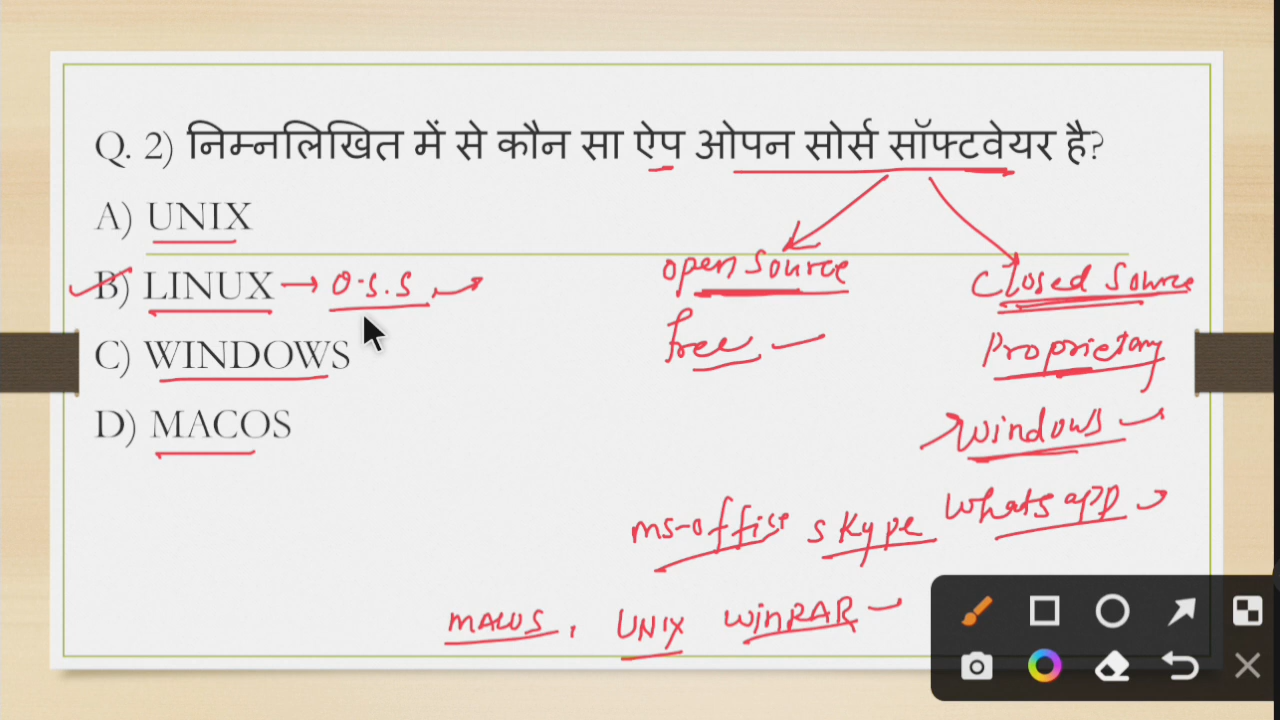 Q. 2) निम्नलिखित में से कौन सा ऐप ओपन सोर्स सॉफ्टवेयर है?
A) UNIX
B) LINUX → O.S.S
C) WINDOWS
D) MACOS
open source
free
Closed Source
Proprietary
Windows
Whatsapp
ms-office skype
MACOS, UNIX WinRAR